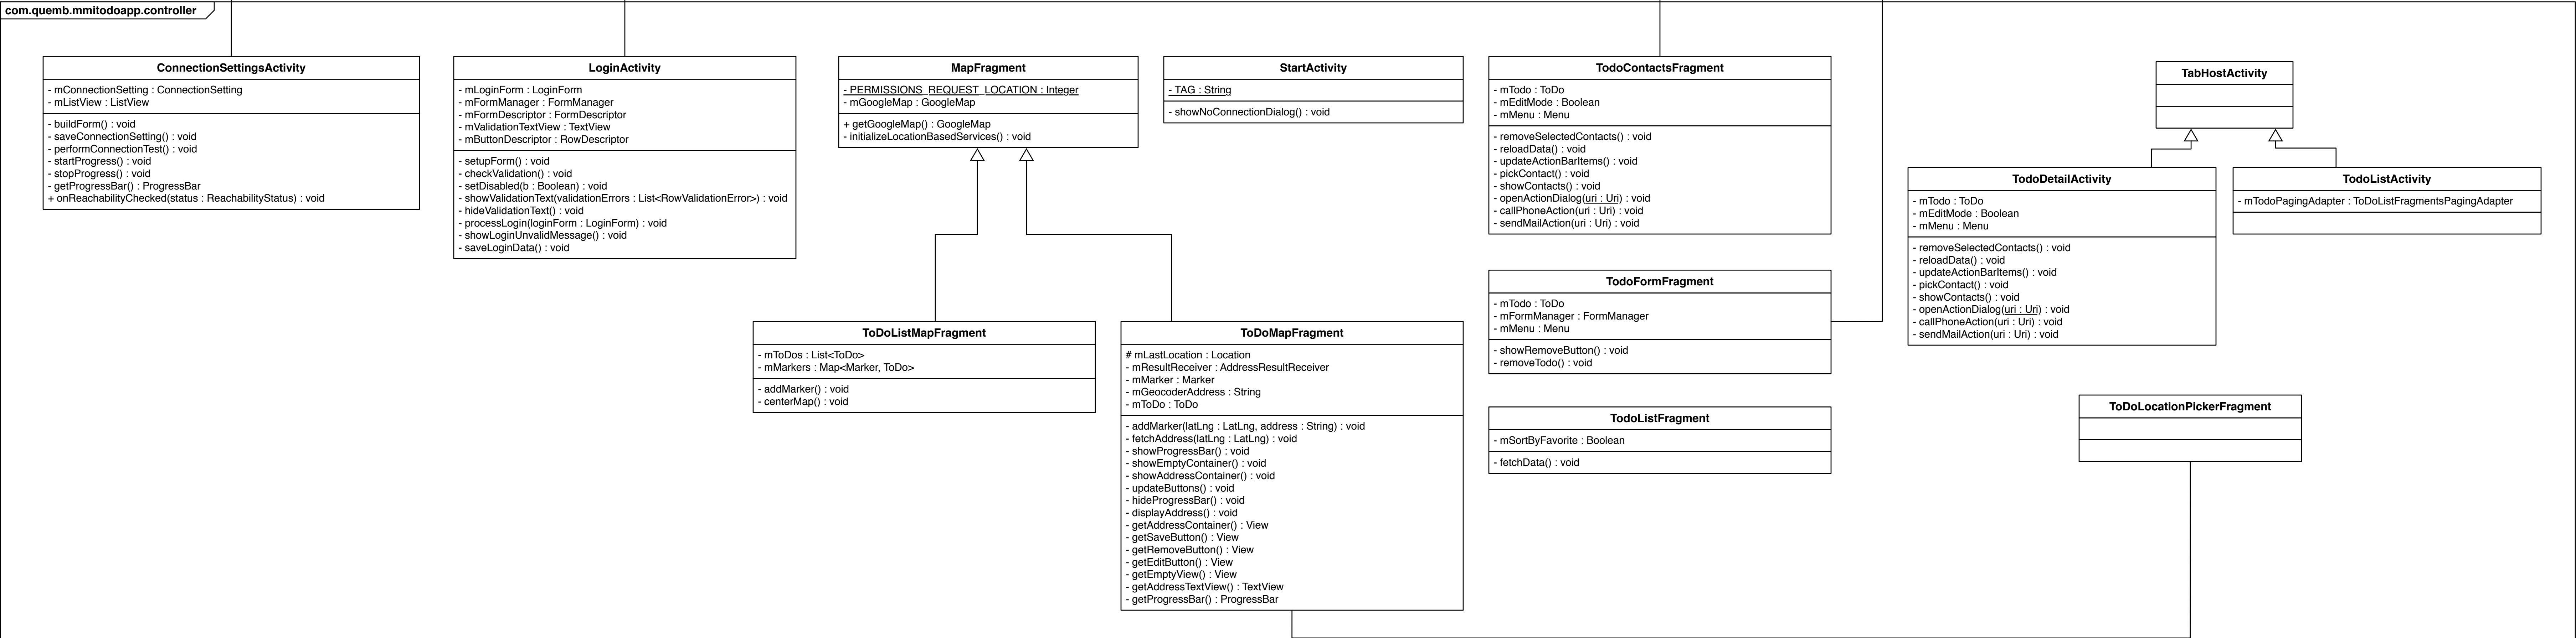 com.quemb.mmitodoapp.controller
ConnectionSettingsActivity
- mConnectionSetting : ConnectionSetting
- mListView : ListView
- buildForm() : void
- saveConnectionSetting() : void
- performConnectionTest() : void
- startProgress() : void
- stopProgress() : void
- getProgressBar() : ProgressBar
+ onReachabilityChecked(status : ReachabilityStatus) : void
LoginActivity
- mLoginForm : LoginForm
- mFormManager : FormManager
- mFormDescriptor : FormDescriptor
- mValidationTextView : TextView
- mButtonDescriptor : RowDescriptor
- setupForm() : void
- checkValidation() : void
- setDisabled(b : Boolean) : void
- showValidationText(validationErrors : List<RowValidationError>) : void
- hideValidationText() : void
- processLogin(loginForm : LoginForm) : void
- showLoginUnvalidMessage() : void
- saveLoginData() : void
MapFragment
- PERMISSIONS_REQUEST_LOCATION : Integer
- mGoogleMap : GoogleMap
+ getGoogleMap() : GoogleMap
- initializeLocationBasedServices() : void
StartActivity
- TAG : String
- showNoConnectionDialog() : void
TodoContactsFragment
- mTodo : ToDo
- mEditMode : Boolean
- mMenu : Menu
- removeSelectedContacts() : void
- reloadData() : void
- updateActionBarItems() : void
- pickContact() : void
- showContacts() : void
- openActionDialog(uri : Uri) : void
- callPhoneAction(uri : Uri) : void
- sendMailAction(uri : Uri) : void
TabHostActivity
TodoDetailActivity
- mTodo : ToDo
- mEditMode : Boolean
- mMenu : Menu
- removeSelectedContacts() : void
- reloadData() : void
- updateActionBarItems() : void
- pickContact() : void
- showContacts() : void
- openActionDialog(uri : Uri) : void
- callPhoneAction(uri : Uri) : void
- sendMailAction(uri : Uri) : void
TodoListActivity
- mTodoPagingAdapter : ToDoListFragmentsPagingAdapter
ToDoListMapFragment
- mToDos : List<ToDo>
- mMarkers : Map<Marker, ToDo>
- addMarker() : void
- centerMap() : void
ToDoMapFragment
# mLastLocation : Location
- mResultReceiver : AddressResultReceiver
- mMarker : Marker
- mGeocoderAddress : String
- mToDo : ToDo
- addMarker(latLng : LatLng, address : String) : void
- fetchAddress(latLng : LatLng) : void
- showProgressBar() : void
- showEmptyContainer() : void
- showAddressContainer() : void
- updateButtons() : void
- hideProgressBar() : void
- displayAddress() : void
- getAddressContainer() : View
- getSaveButton() : View
- getRemoveButton() : View
- getEditButton() : View
- getEmptyView() : View
- getAddressTextView() : TextView
- getProgressBar() : ProgressBar
TodoFormFragment
- mTodo : ToDo
- mFormManager : FormManager
- mMenu : Menu
- showRemoveButton() : void
- removeTodo() : void
TodoListFragment
- mSortByFavorite : Boolean
- fetchData() : void
ToDoLocationPickerFragment